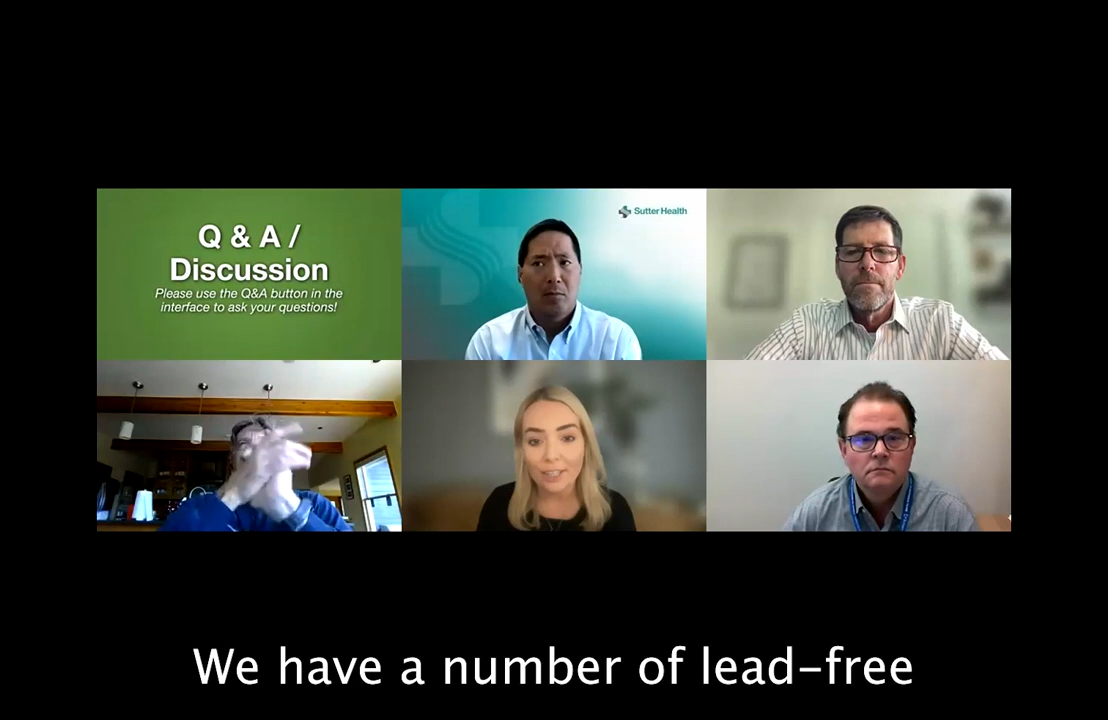 Q & A /
Discussion
Please use the Q&A button in the
interface to ask your questions!
Sutter Health
We have a number of lead-free